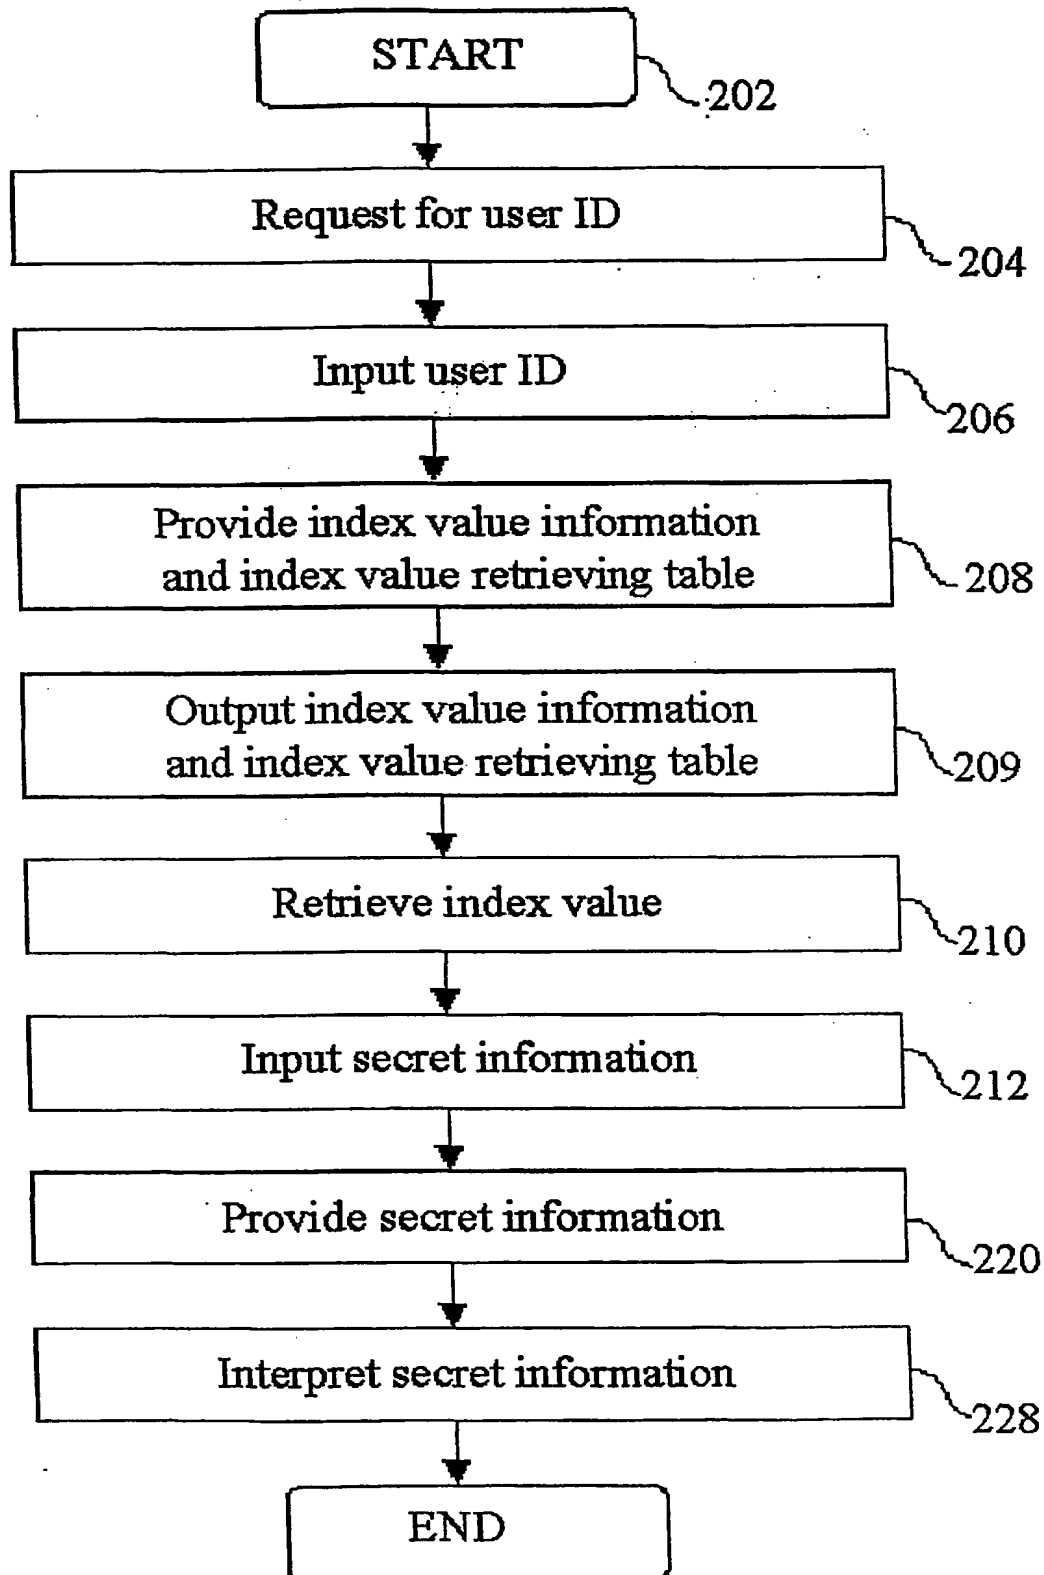 START
202
Request for user ID
204
Input user ID
206
Provide index value information
and index value retrieving table
208
Output index value information
and index value retrieving table
209
Retrieve index value
210
Input secret information
212
Provide secret information
220
Interpret secret information
228
END